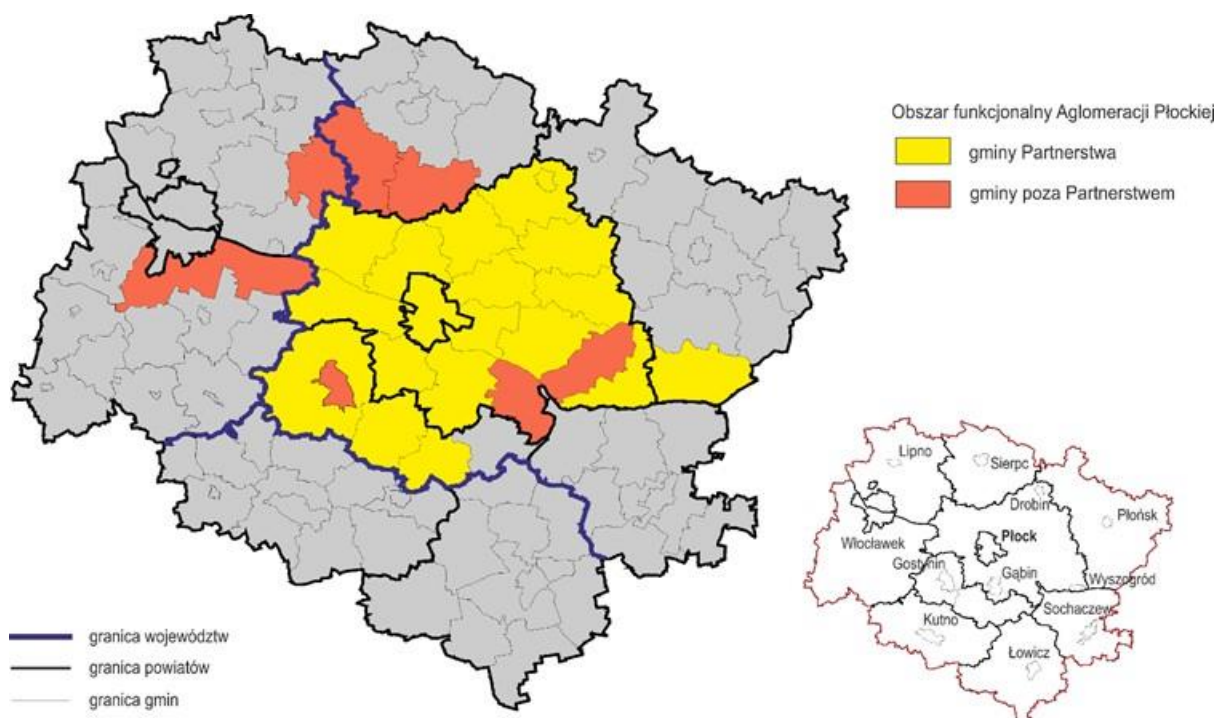 Obszar funkcjonalny Aglomeracji Płockiej
gminy Partnerstwa
gminy poza Partnerstwem
granica województw
granica powiatów
granica gmin
Lipno
Sierpc
Drobin
Płońsk
Płock
Włocławek
Gostynin
Gąbin
Wyszogród
Sochaczew
Kutno
Łowicz